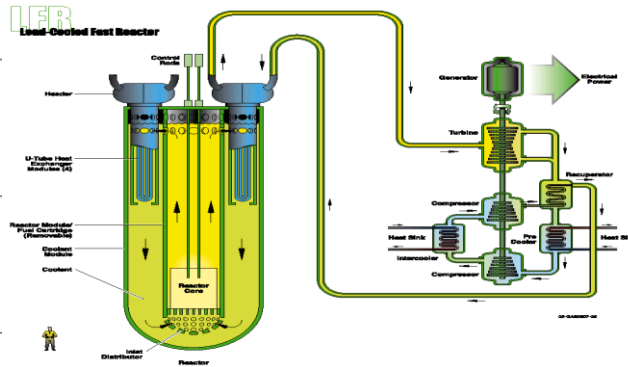 LFR
Lead-Cooled Fast Reactor
Control
Rods
Header
U-Tube Heat
Exchanger
Modules (4)
Reactor Module/
Fuel Cartridge
(Removable)
Coolant
Module
Coolant
Reactor
Core
Inlet
Distributor
Reactor
Generator
Electrical
Power
Turbine
Recuperator
Compressor
Heat Sink
Intercooler
Compressor
Pre
Cooler
Heat Si